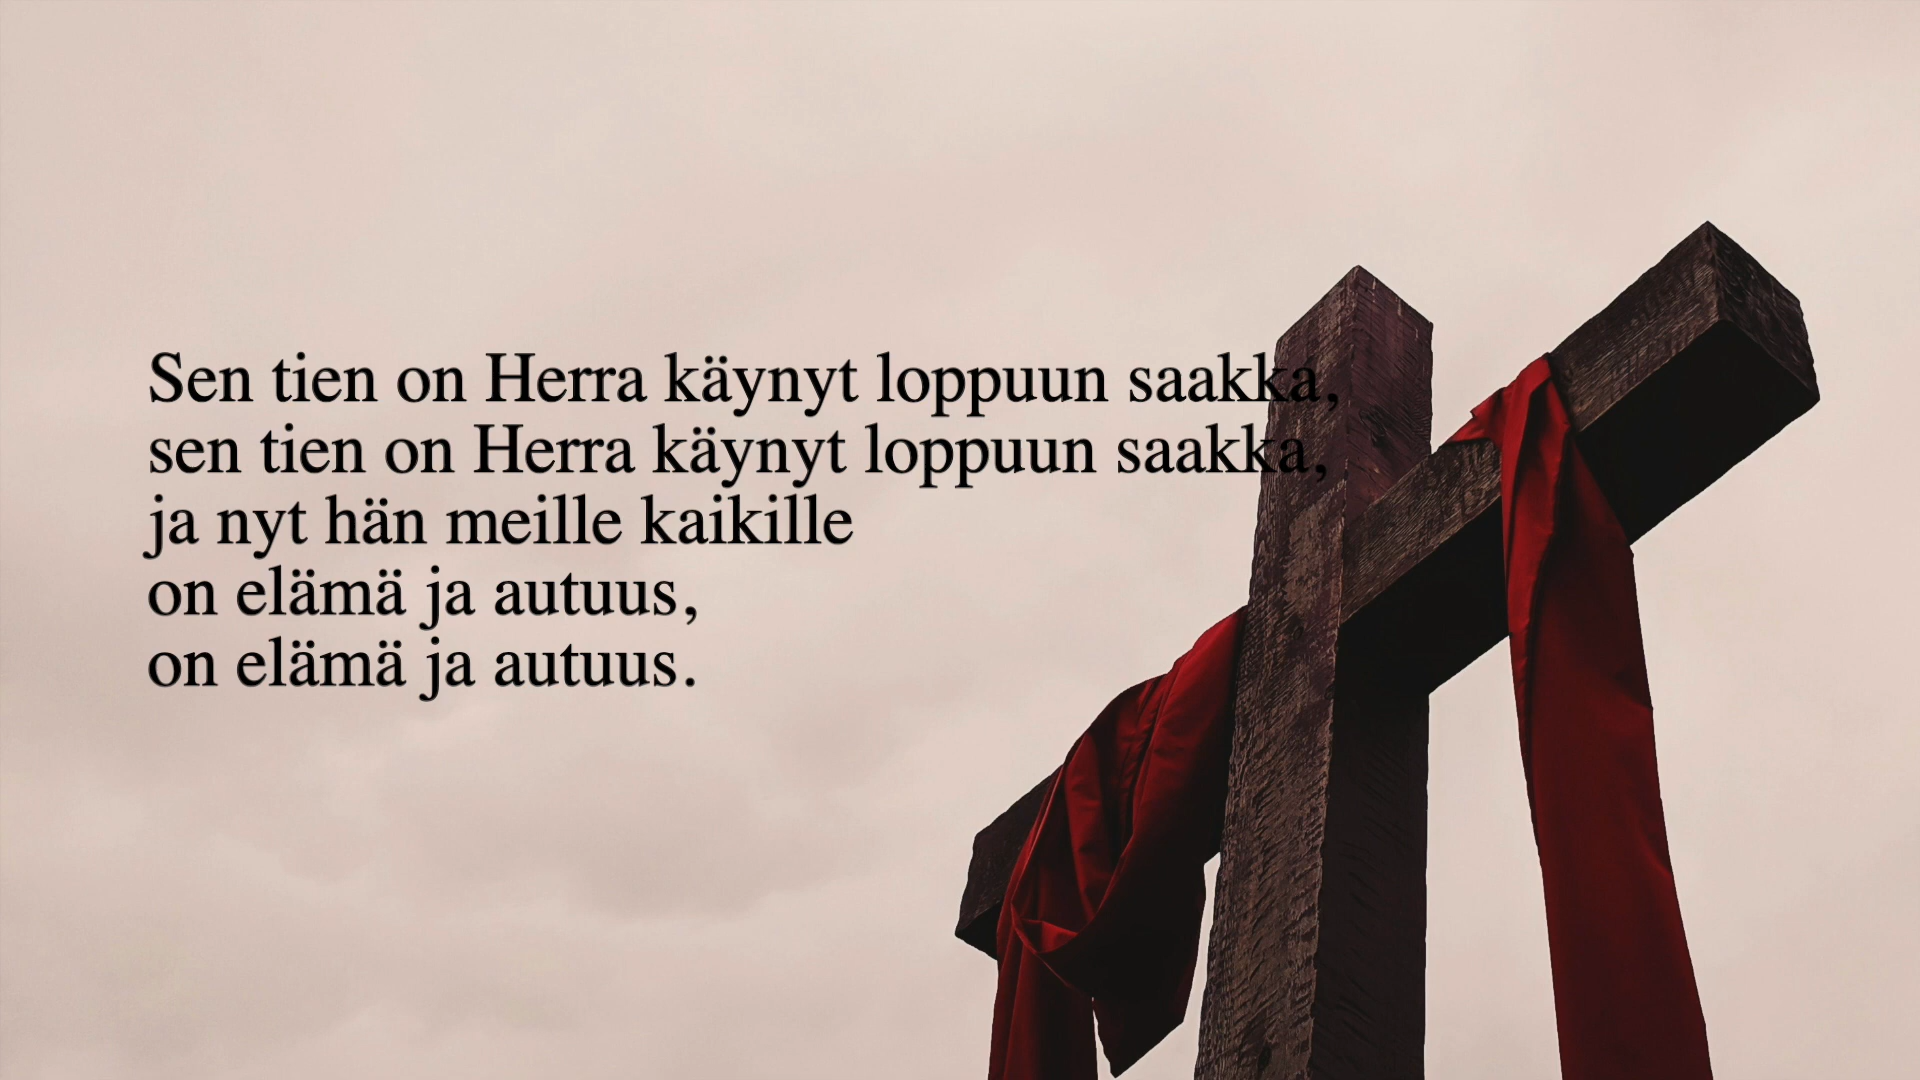 Sen tien on Herra käynyt loppuun saakka,
sen tien on Herra käynyt loppuun saakka,
ja nyt hän meille kaikille
on elämä ja autuus,
on elämä ja autuus.